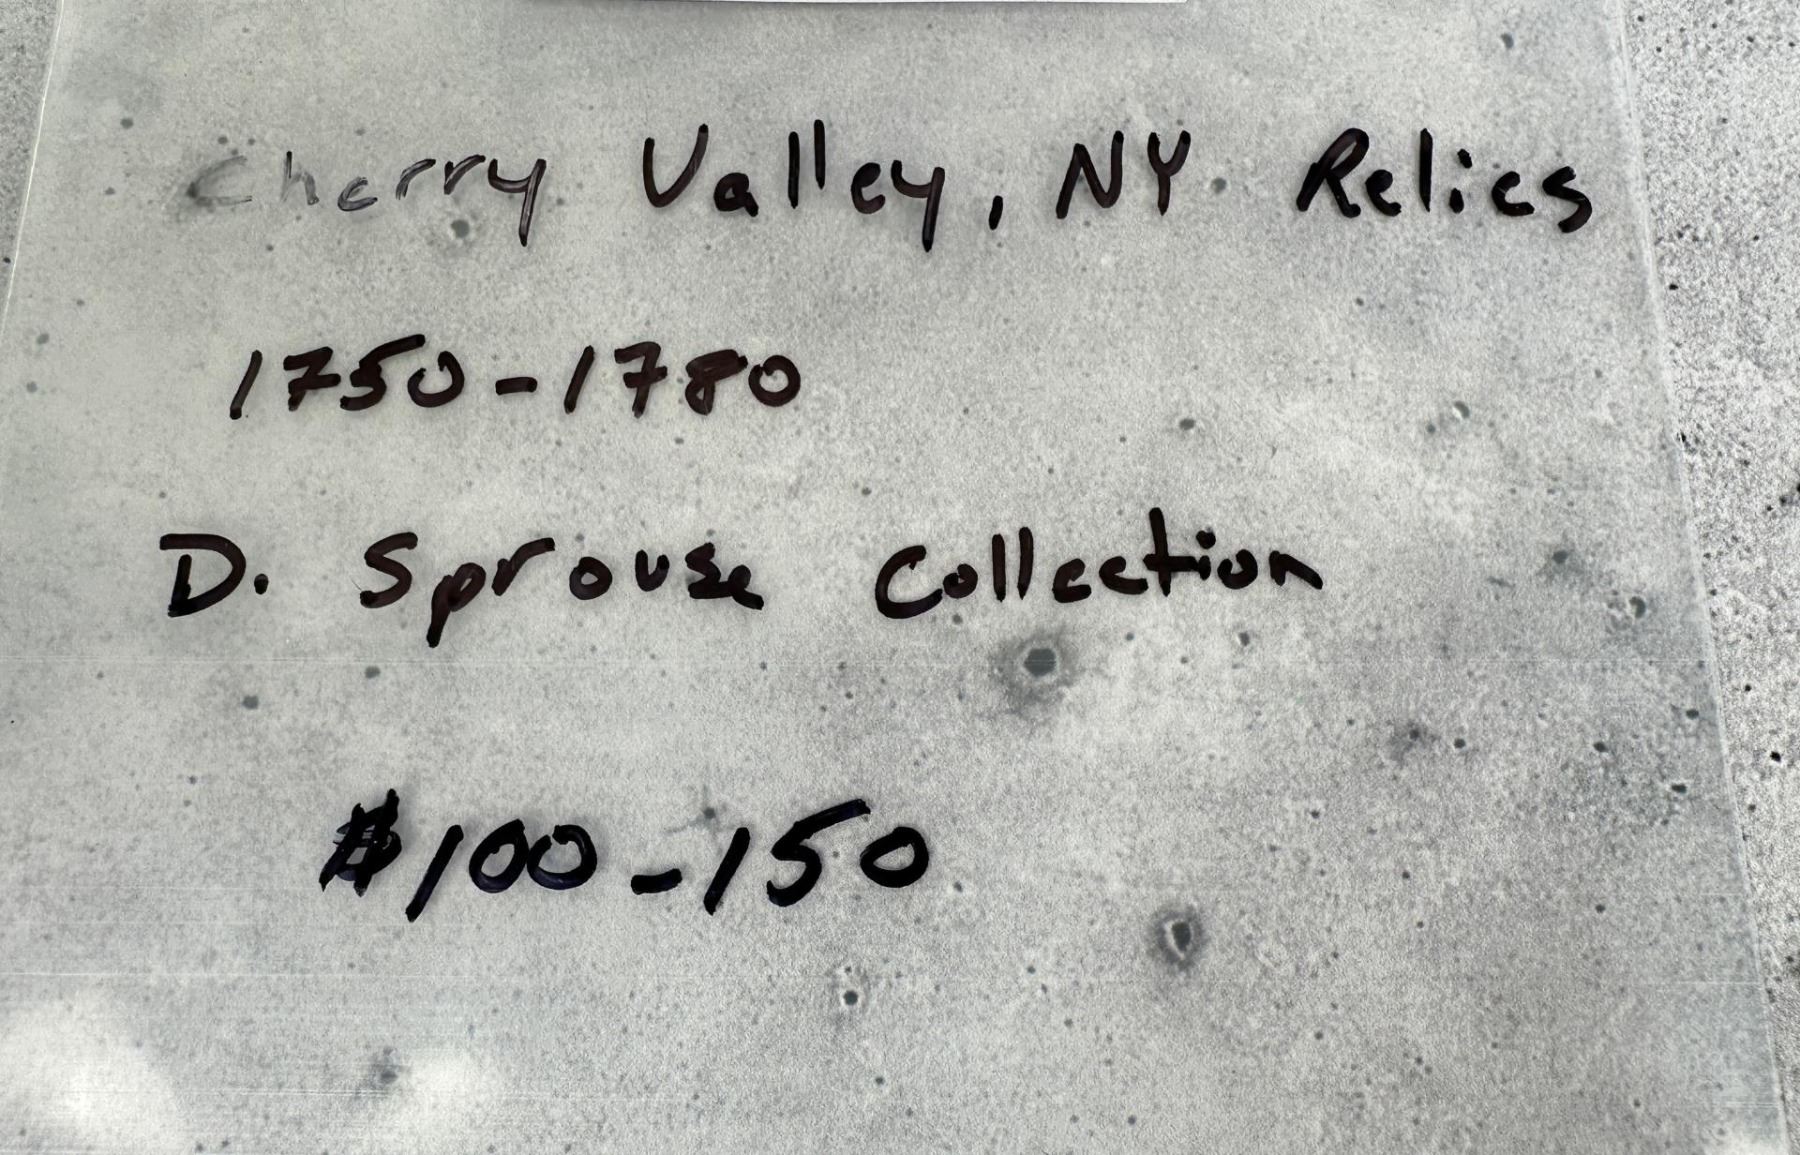 Cherry Valley, NY Relics
1750-1780
D. Sprouse Collection
$100-150